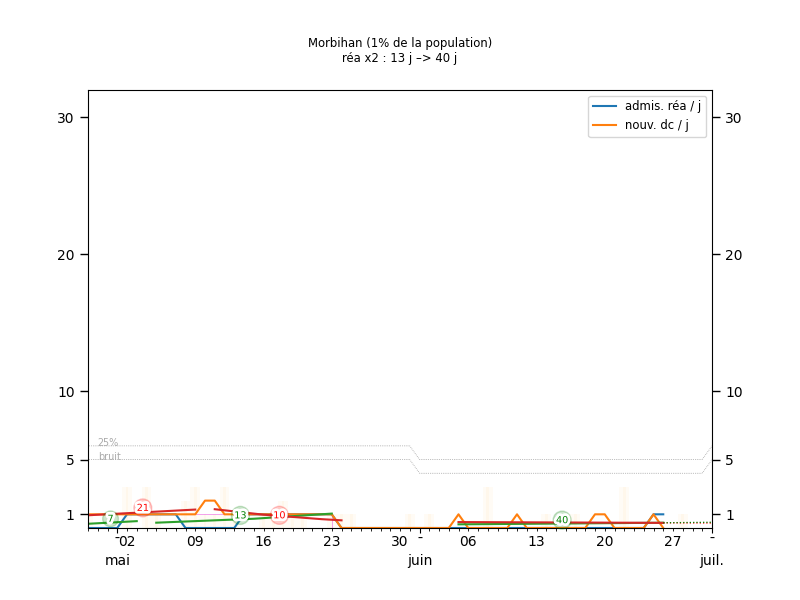 Morbihan (1% de la population)
réa x2 : 13 j –> 40 j
admis. réa / j
nouv. dc / j
30 30
20 20
10 10
25%
bruit
5 5
1 1
7 21 13 10 40
02 09 16 23 30 - 06 13 20 27 -
mai juin juil.